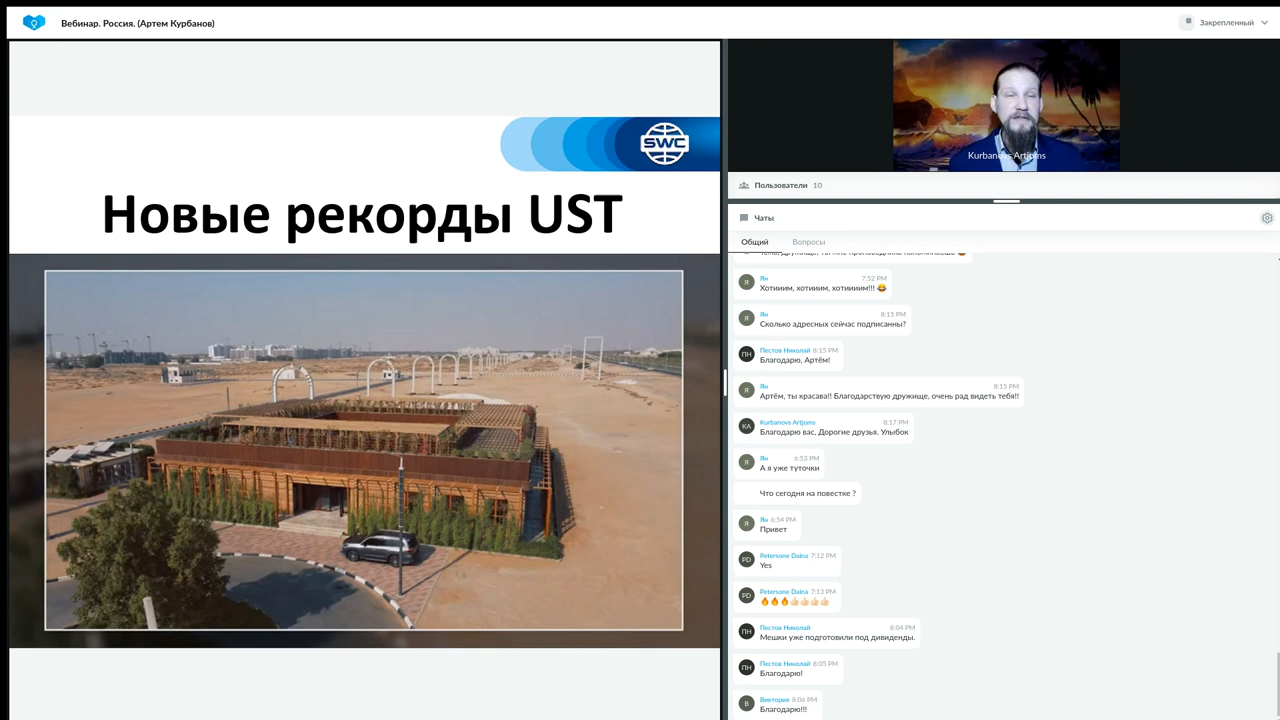 Вебинар. Россия. (Артем Курбанов)
Закрепленный
SWC
Новые рекорды UST
Kurbanovs Artjoms
Пользователи 10
Чаты
Общий Вопросы
Я Ян 7:52 PM
Хотииим, хотииим, хотиииим!!! 😂
Я Ян 8:15 PM
Сколько адресных сейчас подписанны?
ПН Пестов Николай 8:15 PM
Благодарю, Артём!
Я Ян 8:15 PM
Артём, ты красава!! Благодарствую дружище, очень рад видеть тебя!!
KA Kurbanovs Artjoms 8:17 PM
Благодарю вас, Дорогие друзья. Улыбок
Я Ян 6:53 PM
А я уже туточки
Что сегодня на повестке ?
Я Ян 6:54 PM
Привет
PD Petersone Daina 7:12 PM
Yes
PD Petersone Daina 7:13 PM
🔥🔥🔥👍🏻👍🏻👍🏻👍🏻
ПН Пестов Николай 8:04 PM
Мешки уже подготовили под дивиденды.
ПН Пестов Николай 8:05 PM
Благодарю!
В Виктория 8:06 PM
Благодарю!!!